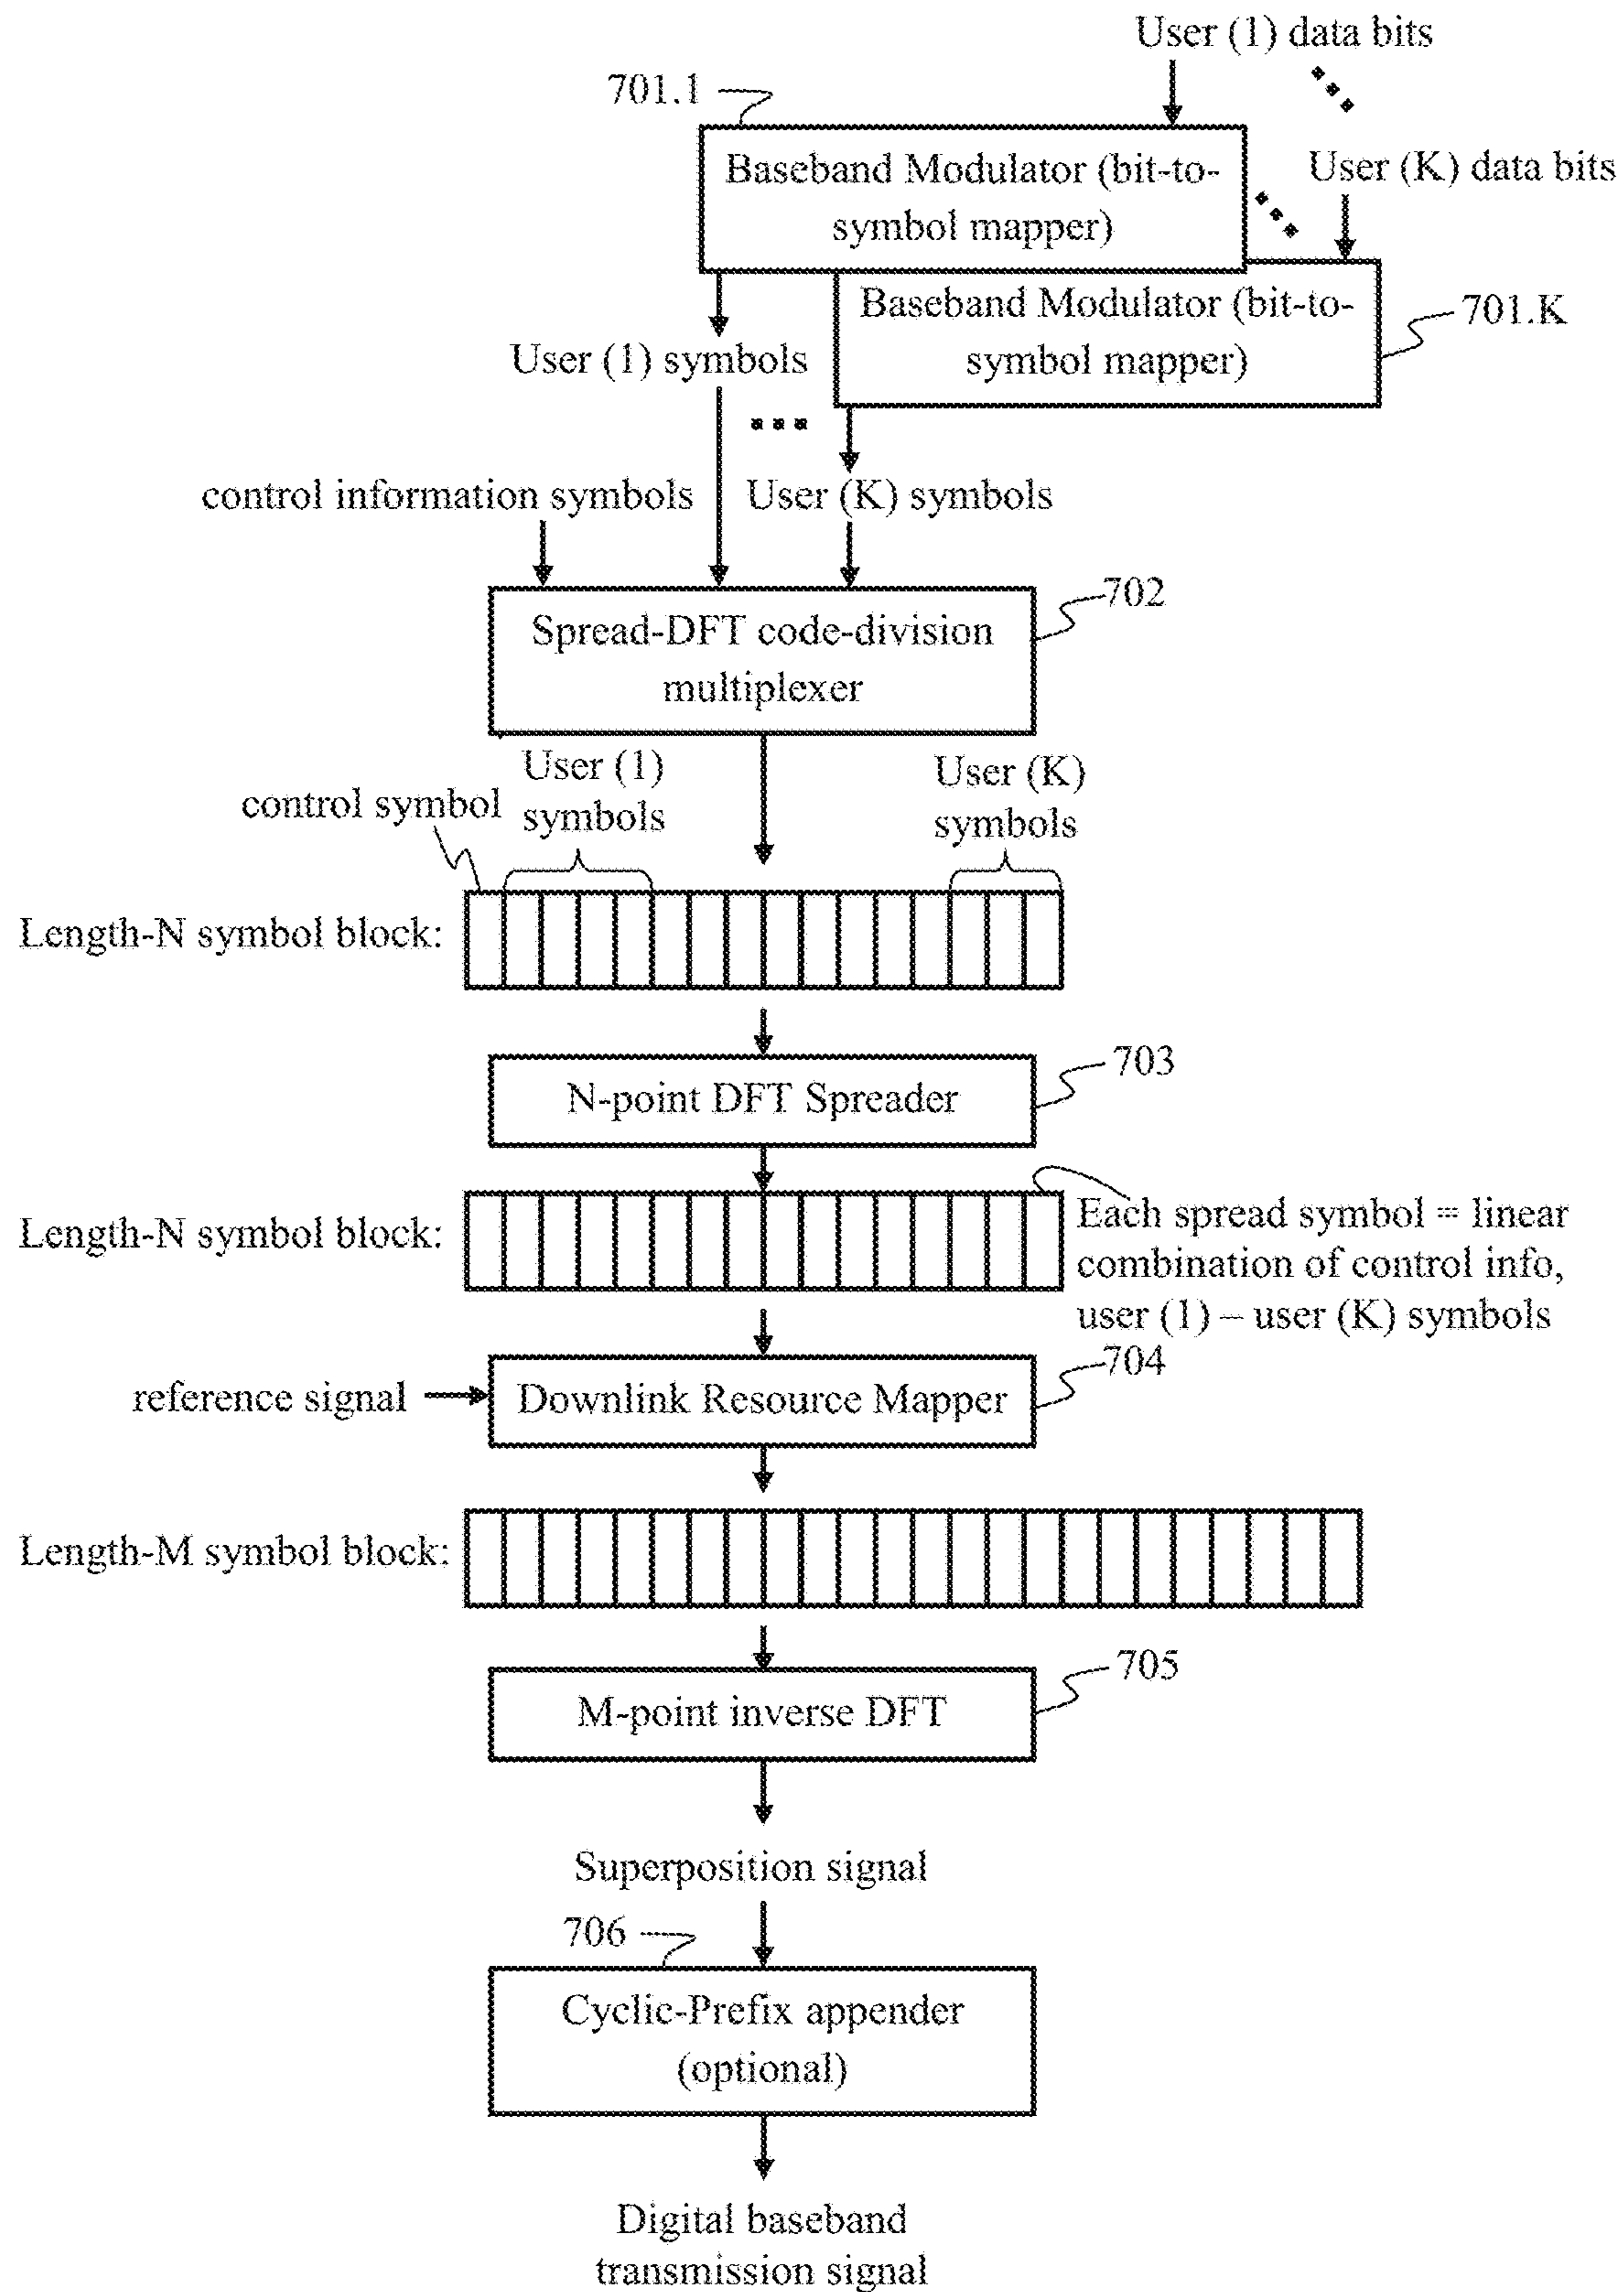 User (1) data bits
701.1
Baseband Modulator (bit-to-
symbol mapper)
User (K) data bits
Baseband Modulator (bit-to-
symbol mapper)
701.K
User (1) symbols
control information symbols
User (K) symbols
702
Spread-DFT code-division
multiplexer
User (1)
symbols
User (K)
symbols
control symbol
Length-N symbol block:
703
N-point DFT Spreader
Length-N symbol block:
Each spread symbol = linear
combination of control info,
user (1) – user (K) symbols
704
reference signal
Downlink Resource Mapper
Length-M symbol block:
705
M-point inverse DFT
Superposition signal
706
Cyclic-Prefix appender
(optional)
Digital baseband
transmission signal